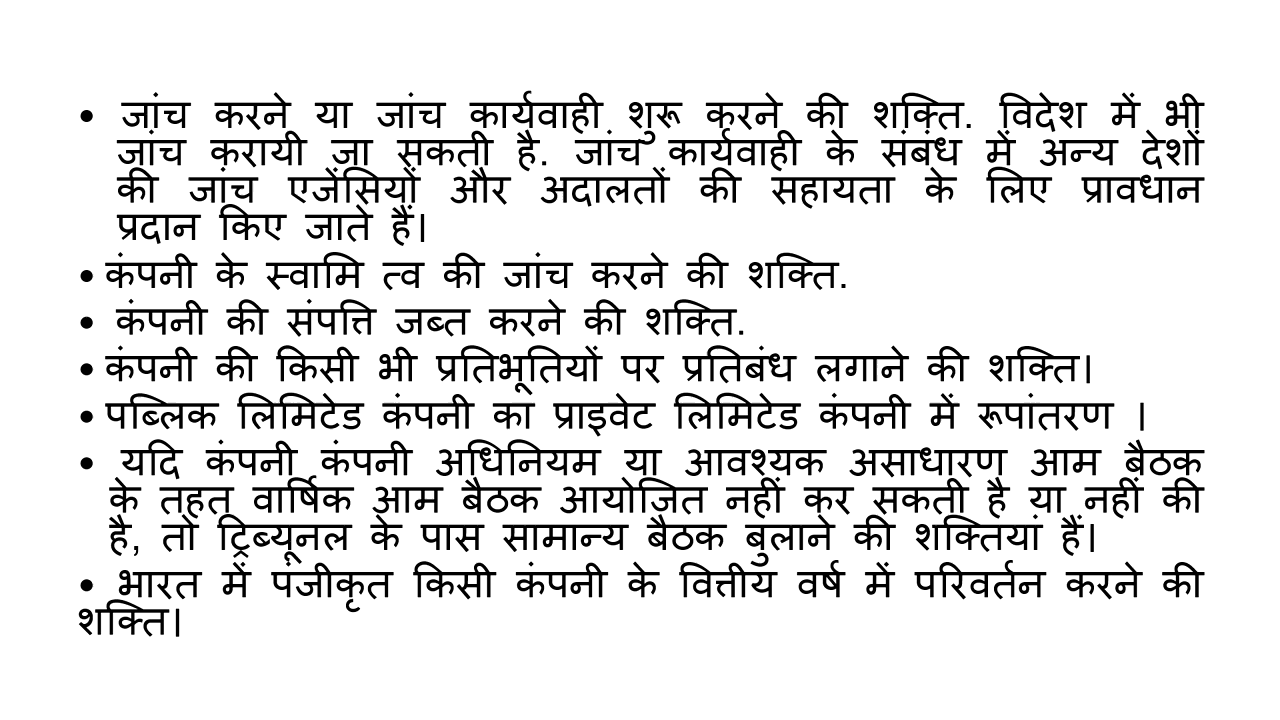 • जांच करने या जांच कार्यवाही शुरू करने की शक्ति. विदेश में भी
जांच करायी जा सकती है. जांच कार्यवाही के संबंध में अन्य देशों
की जांच एजेंसियों और अदालतों की सहायता के लिए प्रावधान
प्रदान किए जाते हैं।
• कंपनी के स्वामि त्व की जांच करने की शक्ति.
• कंपनी की संपत्ति जब्त करने की शक्ति.
• कंपनी की किसी भी प्रतिभूतियों पर प्रतिबंध लगाने की शक्ति।
• पब्लिक लिमिटेड कंपनी का प्राइवेट लिमिटेड कंपनी में रूपांतरण ।
• यदि कंपनी कंपनी अधिनियम या आवश्यक असाधारण आम बैठक
के तहत वार्षिक आम बैठक आयोजित नहीं कर सकती है या नहीं की
है, तो ट्रिब्यूनल के पास सामान्य बैठक बुलाने की शक्तियां हैं।
• भारत में पंजीकृत किसी कंपनी के वित्तीय वर्ष में परिवर्तन करने की
शक्ति।